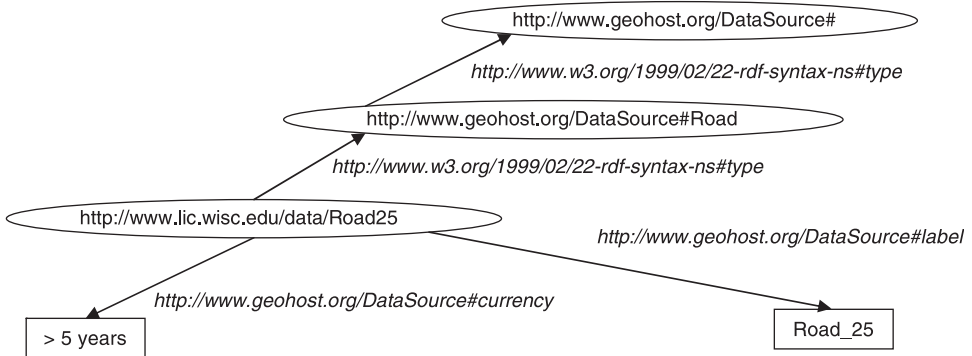 http://www.geohost.org/DataSource#
http://www.w3.org/1999/02/22-rdf-syntax-ns#type
http://www.geohost.org/DataSource#Road
http://www.w3.org/1999/02/22-rdf-syntax-ns#type
http://www.lic.wisc.edu/data/Road25
http://www.geohost.org/DataSource#label
http://www.geohost.org/DataSource#currency
> 5 years
Road_25